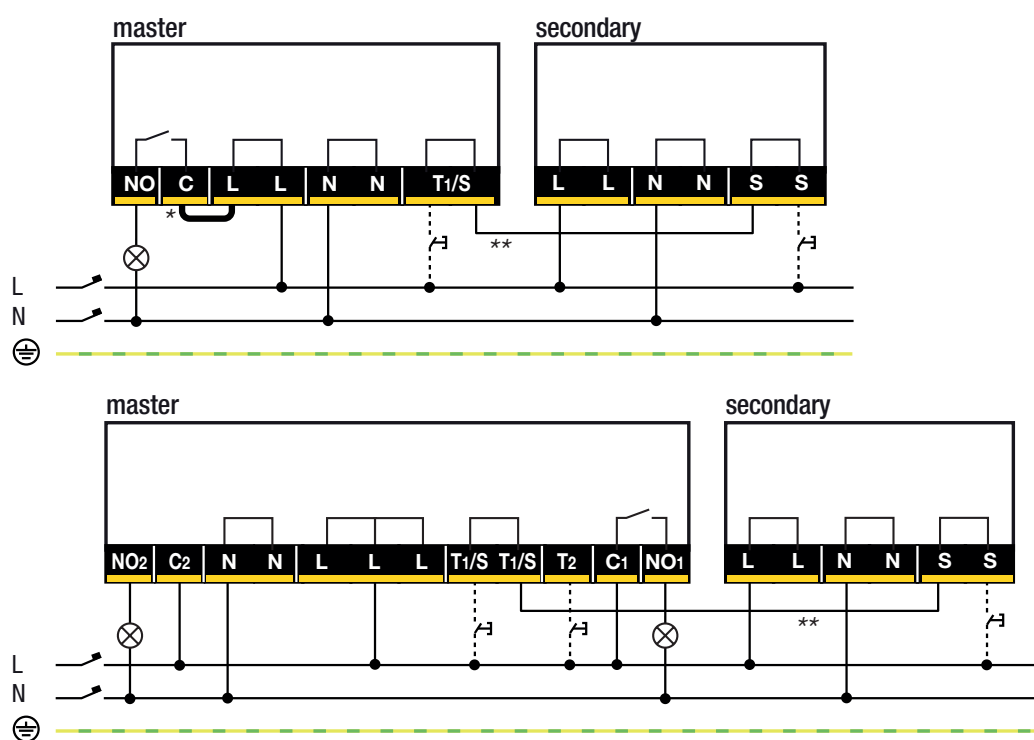 master secondary
NO C L L N N T1/S L L N N S S
*
**
L
N
master secondary
NO2 C2 N N L L L T1/S T1/S T2 C1 NO1 L L N N S S
**
L
N